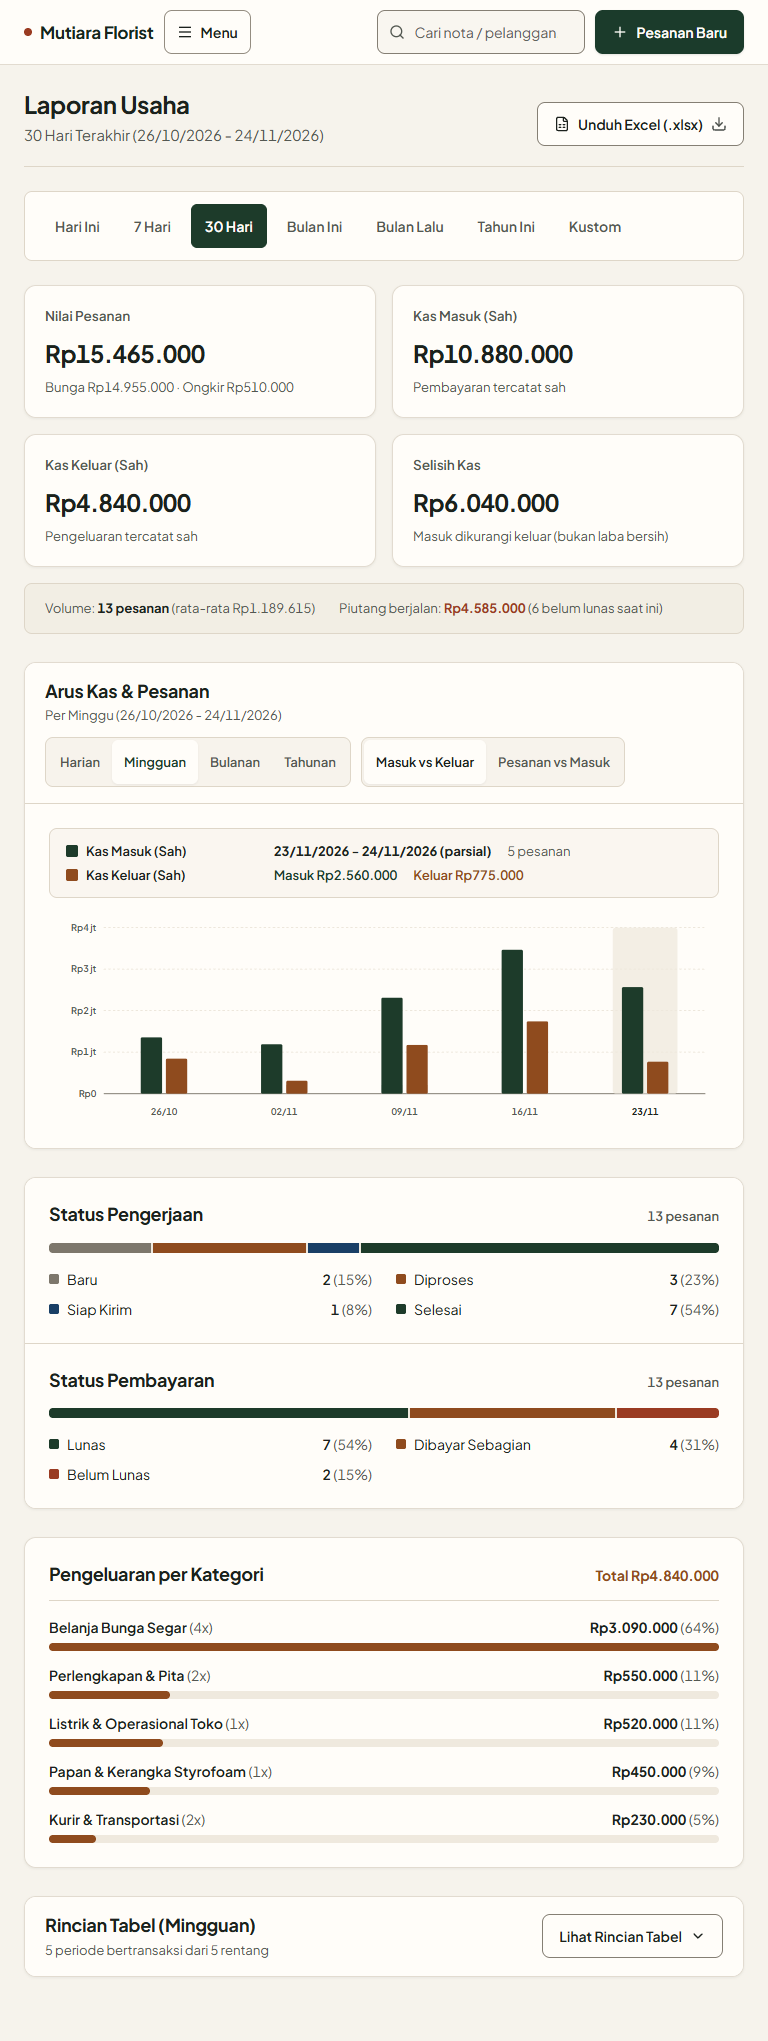 Mutiara Florist
Menu
Cari nota / pelanggan
Pesanan Baru
Laporan Usaha
30 Hari Terakhir (26/10/2026 - 24/11/2026)
Unduh Excel (.xlsx)
Hari Ini 7 Hari 30 Hari Bulan Ini Bulan Lalu Tahun Ini Kustom
Nilai Pesanan
Rp15.465.000
Bunga Rp14.955.000 · Ongkir Rp510.000
Kas Masuk (Sah)
Rp10.880.000
Pembayaran tercatat sah
Kas Keluar (Sah)
Rp4.840.000
Pengeluaran tercatat sah
Selisih Kas
Rp6.040.000
Masuk dikurangi keluar (bukan laba bersih)
Volume: 13 pesanan (rata-rata Rp1.189.615) Piutang berjalan: Rp4.585.000 (6 belum lunas saat ini)
Arus Kas & Pesanan
Per Minggu (26/10/2026 - 24/11/2026)
Harian Mingguan Bulanan Tahunan
Masuk vs Keluar Pesanan vs Masuk
Kas Masuk (Sah)
Kas Keluar (Sah)
23/11/2026 – 24/11/2026 (parsial) 5 pesanan
Masuk Rp2.560.000 Keluar Rp775.000
Rp4 jt
Rp3 jt
Rp2 jt
Rp1 jt
Rp0
26/10 02/11 09/11 16/11 23/11
Status Pengerjaan 13 pesanan
Baru 2 (15%)
Diproses 3 (23%)
Siap Kirim 1 (8%)
Selesai 7 (54%)
Status Pembayaran 13 pesanan
Lunas 7 (54%)
Dibayar Sebagian 4 (31%)
Belum Lunas 2 (15%)
Pengeluaran per Kategori Total Rp4.840.000
Belanja Bunga Segar (4x) Rp3.090.000 (64%)
Perlengkapan & Pita (2x) Rp550.000 (11%)
Listrik & Operasional Toko (1x) Rp520.000 (11%)
Papan & Kerangka Styrofoam (1x) Rp450.000 (9%)
Kurir & Transportasi (2x) Rp230.000 (5%)
Rincian Tabel (Mingguan)
5 periode bertransaksi dari 5 rentang
Lihat Rincian Tabel